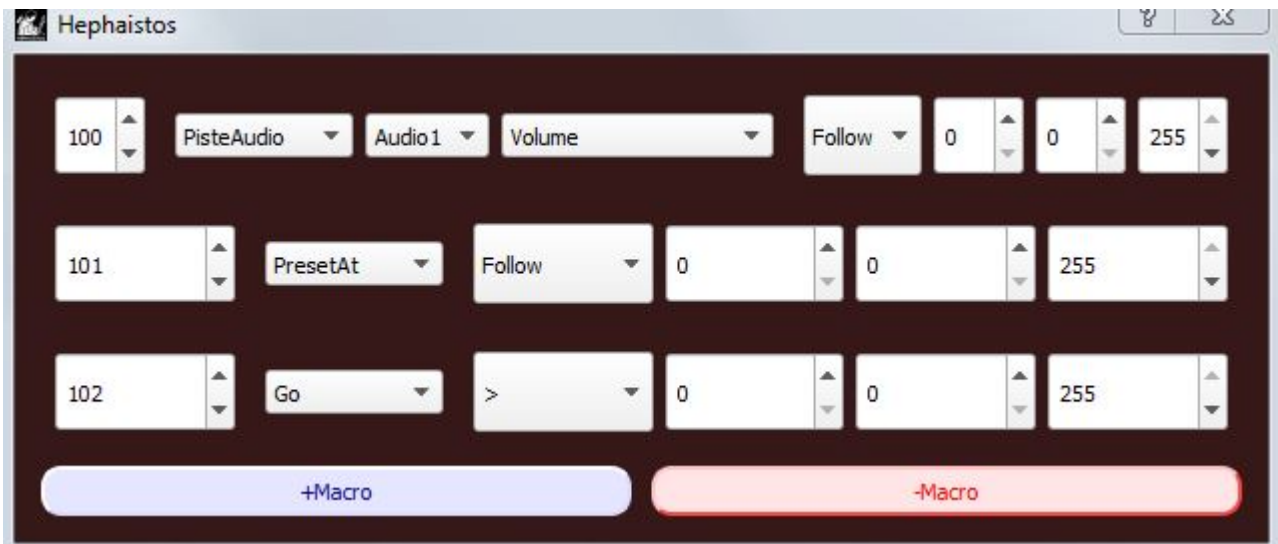 Hephaistos
100 PisteAudio Audio1 Volume Follow 0 0 255
101 PresetAt Follow 0 0 255
102 Go > 0 0 255
+Macro -Macro